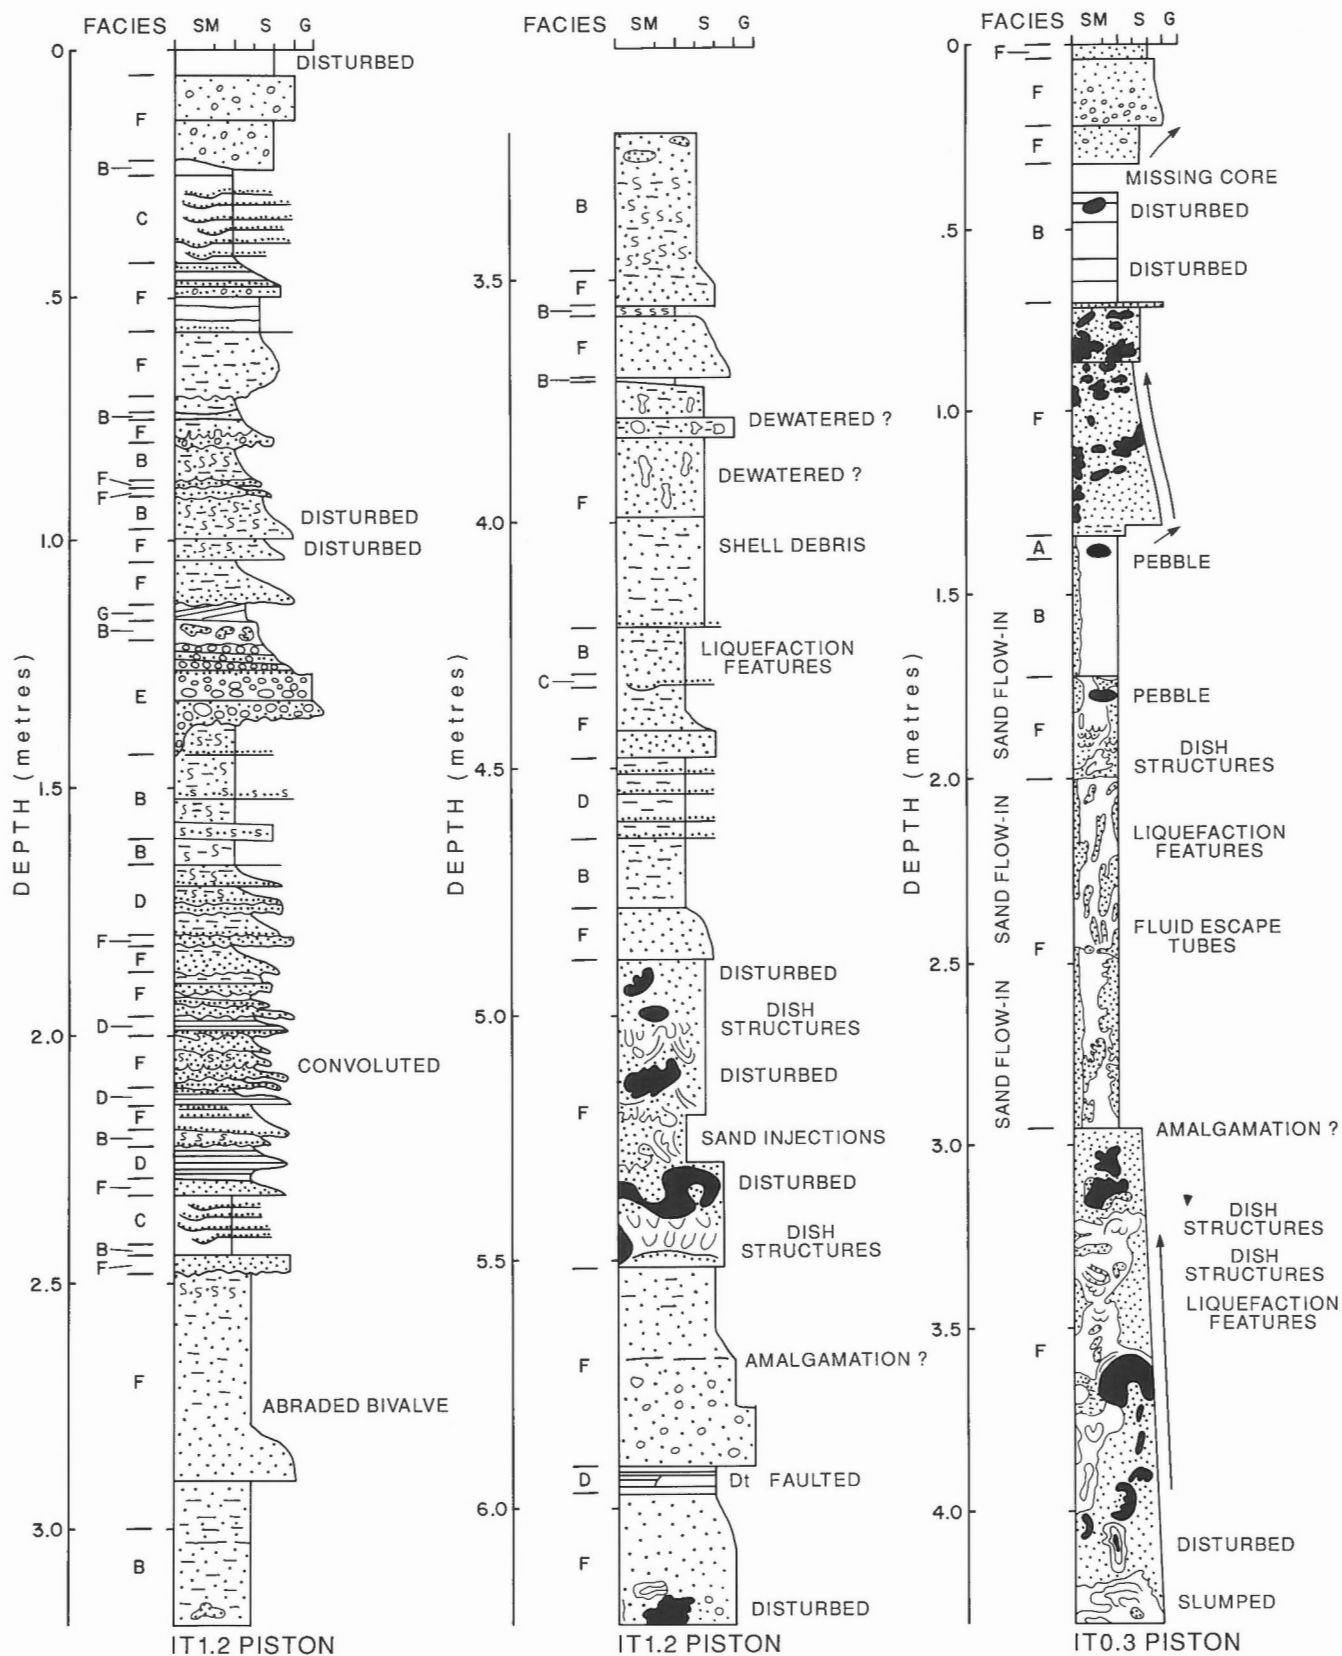 FACIES SM S G
0
DISTURBED
F
B
C
F
.5
F
B
F
B
F
F
B
DISTURBED
1.0
F
DISTURBED
F
G
B
DEPTH (metres)
E
1.5
B
B
D
F
F
F
D
2.0
F
CONVOLUTED
D
F
B
D
F
C
B
F
2.5
F
ABRADED BIVALVE
3.0
B
IT1.2 PISTON
FACIES SM S G
B
3.5
F
B
F
B
DEWATERED ?
DEWATERED ?
F
4.0
SHELL DEBRIS
DEPTH (metres)
B
LIQUEFACTION
FEATURES
C
F
4.5
D
B
F
DISTURBED
5.0
DISH
STRUCTURES
DISTURBED
F
SAND INJECTIONS
DISTURBED
DISH
STRUCTURES
5.5
F
AMALGAMATION ?
D
Dt FAULTED
6.0
F
DISTURBED
IT1.2 PISTON
FACIES SM S G
0
F
F
F
MISSING CORE
DISTURBED
.5
B
DISTURBED
1.0
F
A
PEBBLE
1.5
B
SAND FLOW-IN
DEPTH (metres)
PEBBLE
F
DISH
STRUCTURES
2.0
LIQUEFACTION
FEATURES
SAND FLOW-IN
FLUID ESCAPE
TUBES
F
2.5
SAND FLOW-IN
3.0
AMALGAMATION ?
DISH
STRUCTURES
DISH
STRUCTURES
LIQUEFACTION
FEATURES
3.5
F
4.0
DISTURBED
SLUMPED
IT0.3 PISTON